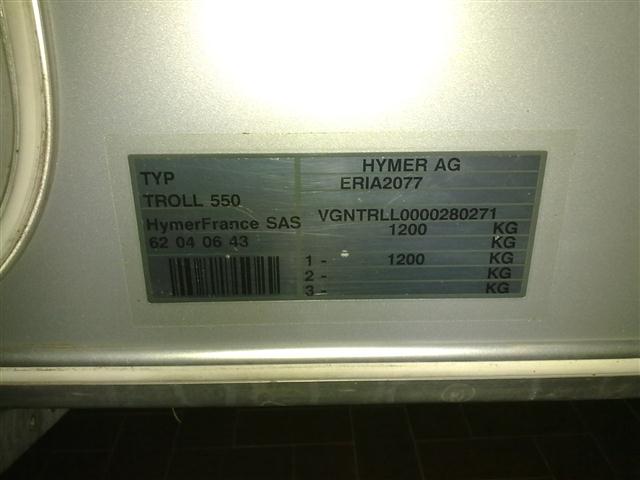 HYMER AG
TYP ERIA2077
TROLL 550
HymerFrance SAS VGNTRLL0000280271
62 04 06 43 1200 KG
KG
1 - 1200 KG
2 - KG
3 - KG